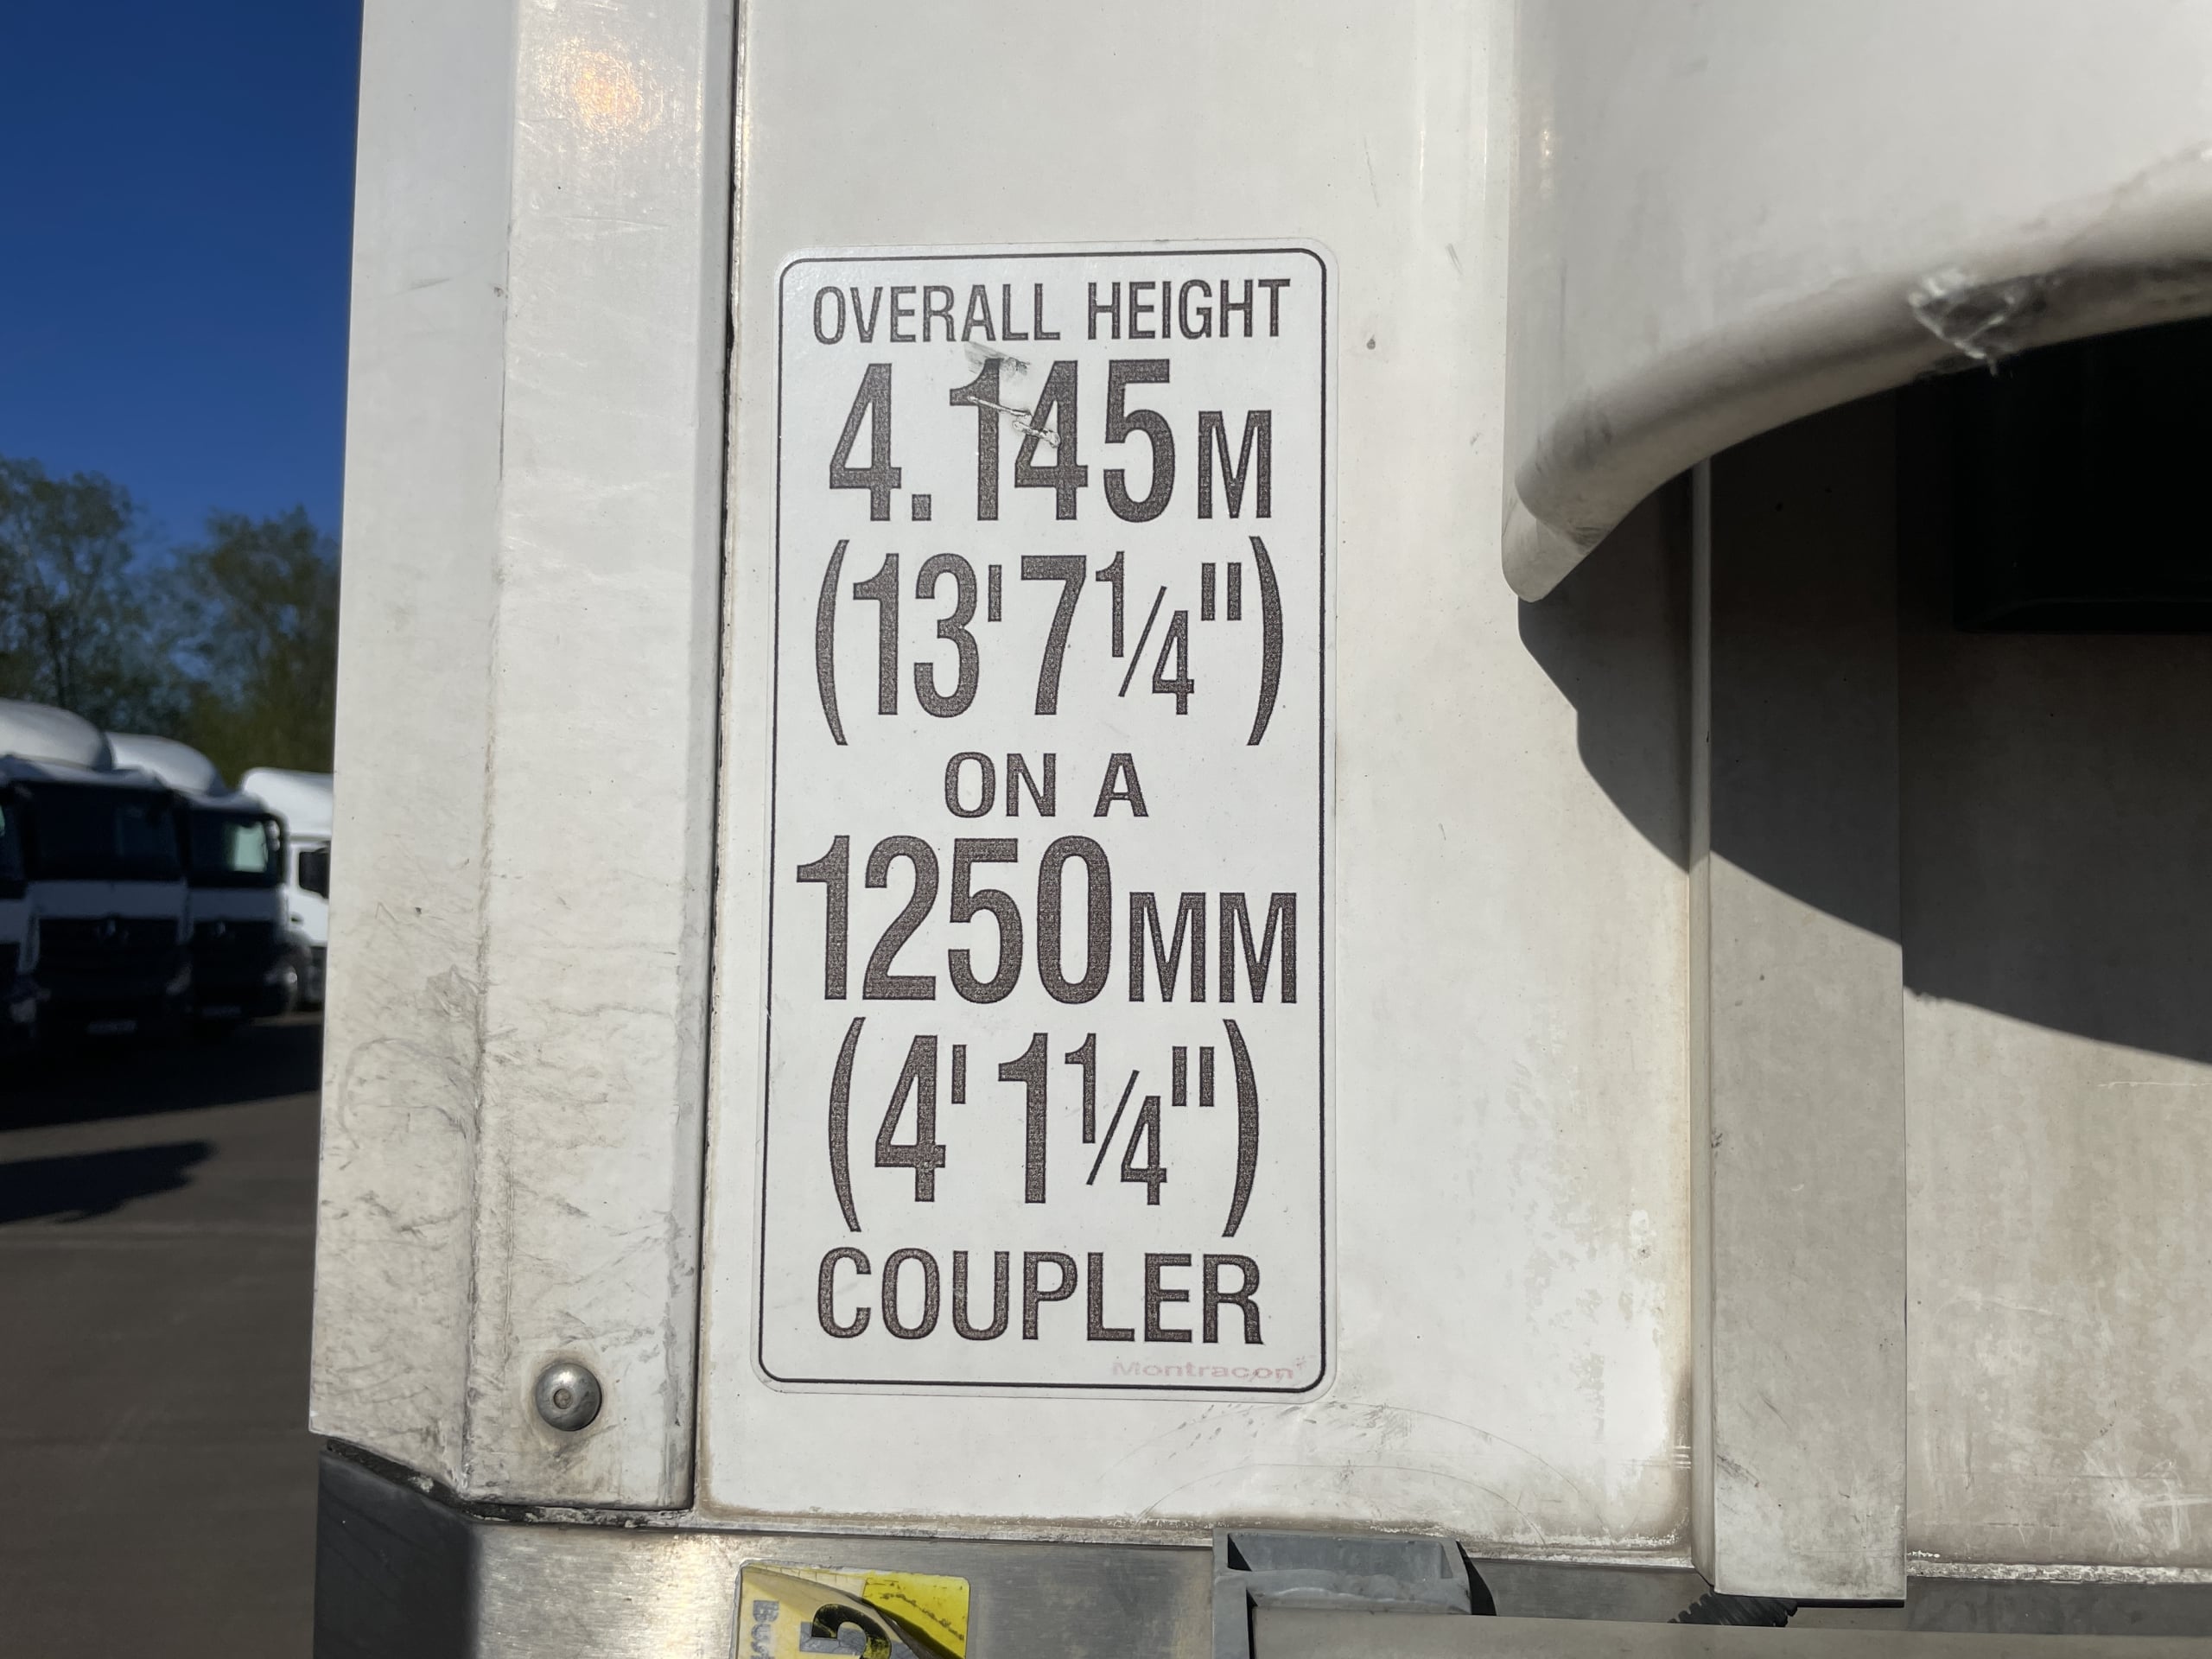 OVERALL HEIGHT
4.145M
(13'7¼")
ON A
1250MM
(4'1¼")
COUPLER
Montracon